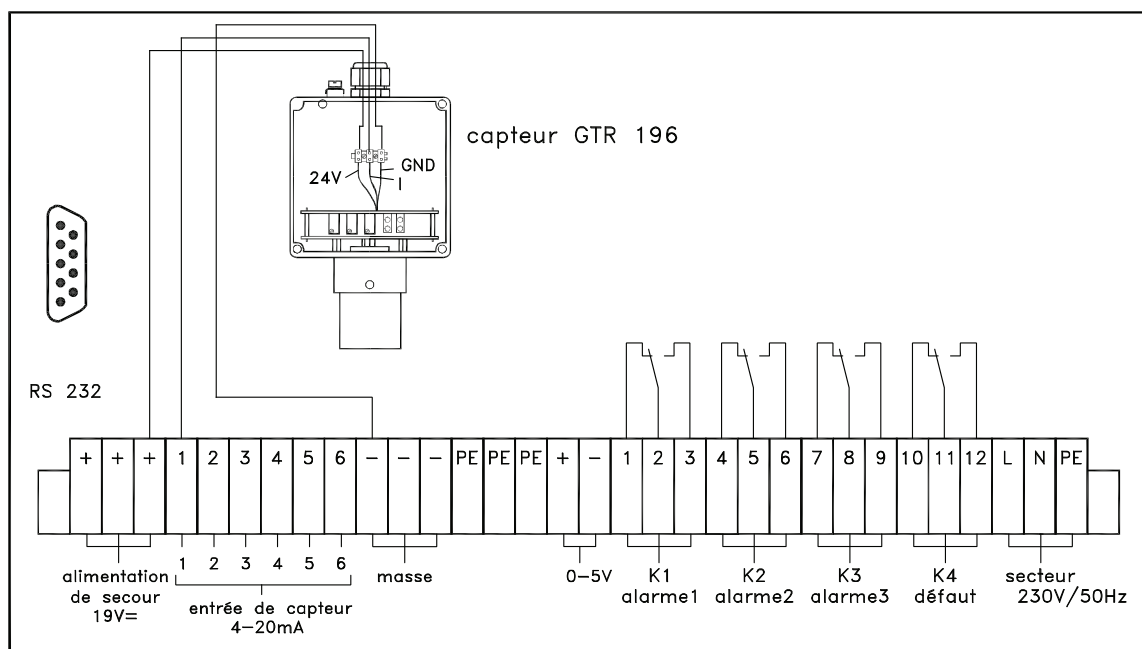 capteur GTR 196
GND
24V
I
RS 232
+ + + 1 2 3 4 5 6 − − − PE PE PE + − 1 2 3 4 5 6 7 8 9 10 11 12 L N PE
1 2 3 4 5 6
alimentation
de secour
19V=
entrée de capteur
4−20mA
masse
0−5V
K1
alarme1
K2
alarme2
K3
alarme3
K4
défaut
secteur
230V/50Hz